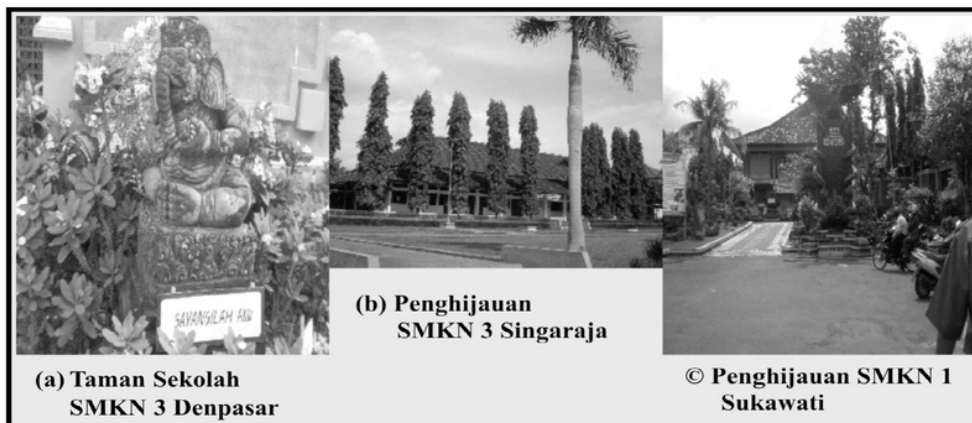 SAYANGILAH AKU
(a) Taman Sekolah
SMKN 3 Denpasar
(b) Penghijauan
SMKN 3 Singaraja
© Penghijauan SMKN 1
Sukawati